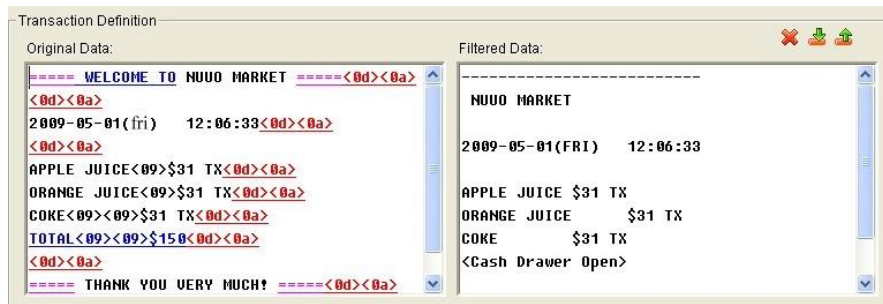 Transaction Definition
Original Data:
===== WELCOME TO NUUO MARKET =====<0d><0a>
<0d><0a>
2009-05-01(fri) 12:06:33<0d><0a>
<0d><0a>
APPLE JUICE<09>$31 TX<0d><0a>
ORANGE JUICE<09>$31 TX<0d><0a>
COKE<09><09>$31 TX<0d><0a>
TOTAL<09><09>$150<0d><0a>
<0d><0a>
===== THANK YOU VERY MUCH! =====<0d><0a>
Filtered Data:
--------------------------
NUUO MARKET
2009-05-01(FRI) 12:06:33
APPLE JUICE $31 TX
ORANGE JUICE $31 TX
COKE $31 TX
<Cash Drawer Open>